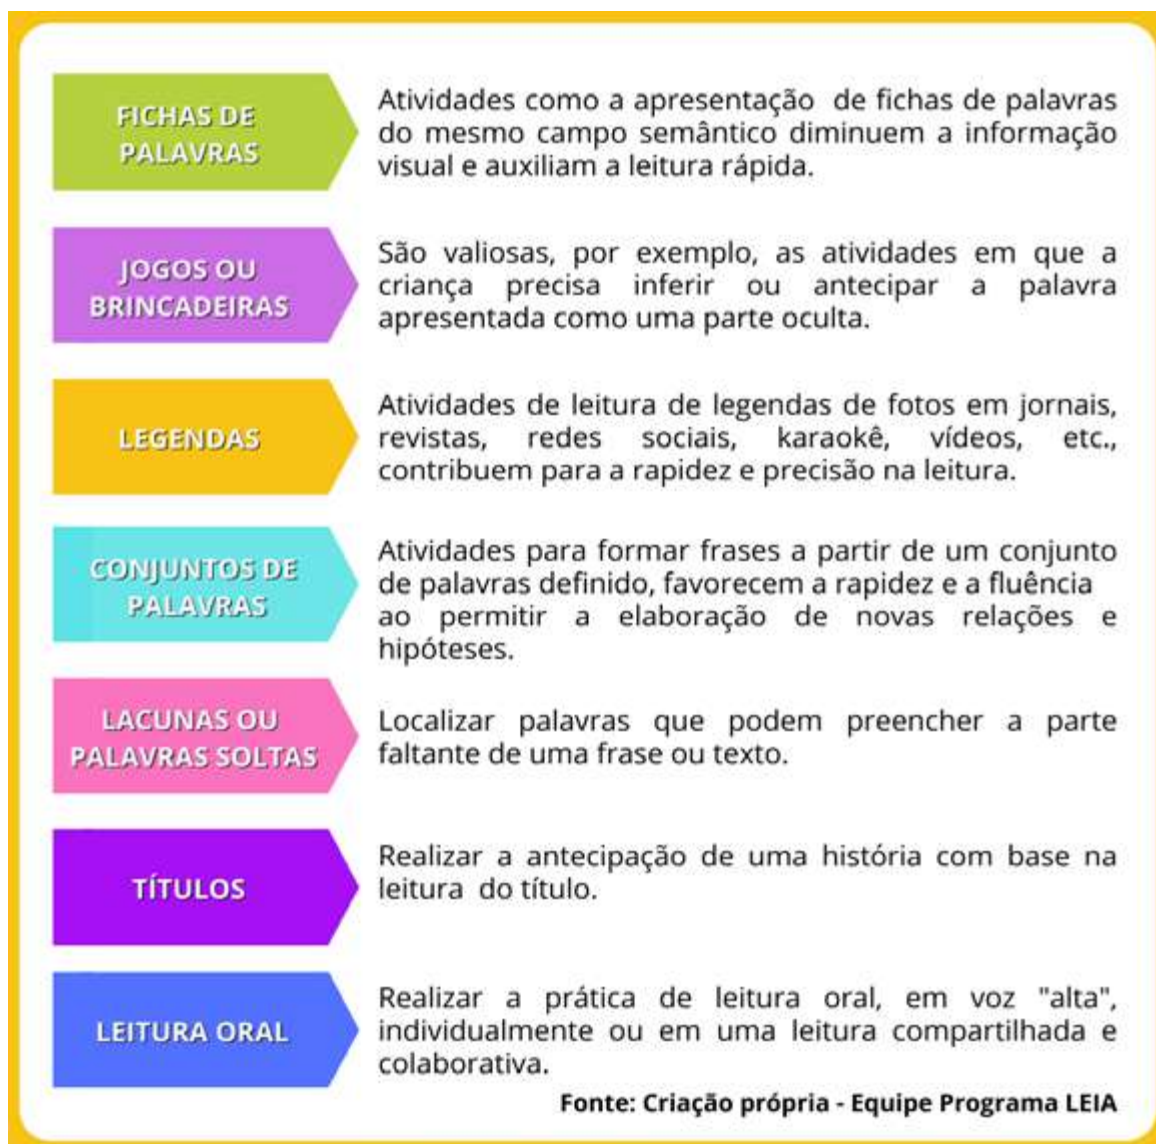 FICHAS DE
PALAVRAS
Atividades como a apresentação de fichas de palavras
do mesmo campo semântico diminuem a informação
visual e auxiliam a leitura rápida.
JOGOS OU
BRINCADEIRAS
São valiosas, por exemplo, as atividades em que a
criança precisa inferir ou antecipar a palavra
apresentada como uma parte oculta.
LEGENDAS
Atividades de leitura de legendas de fotos em jornais,
revistas, redes sociais, karaokê, vídeos, etc.,
contribuem para a rapidez e precisão na leitura.
CONJUNTOS DE
PALAVRAS
Atividades para formar frases a partir de um conjunto
de palavras definido, favorecem a rapidez e a fluência
ao permitir a elaboração de novas relações e
hipóteses.
LACUNAS OU
PALAVRAS SOLTAS
Localizar palavras que podem preencher a parte
faltante de uma frase ou texto.
TÍTULOS
Realizar a antecipação de uma história com base na
leitura do título.
LEITURA ORAL
Realizar a prática de leitura oral, em voz "alta",
individualmente ou em uma leitura compartilhada e
colaborativa.
Fonte: Criação própria - Equipe Programa LEIA